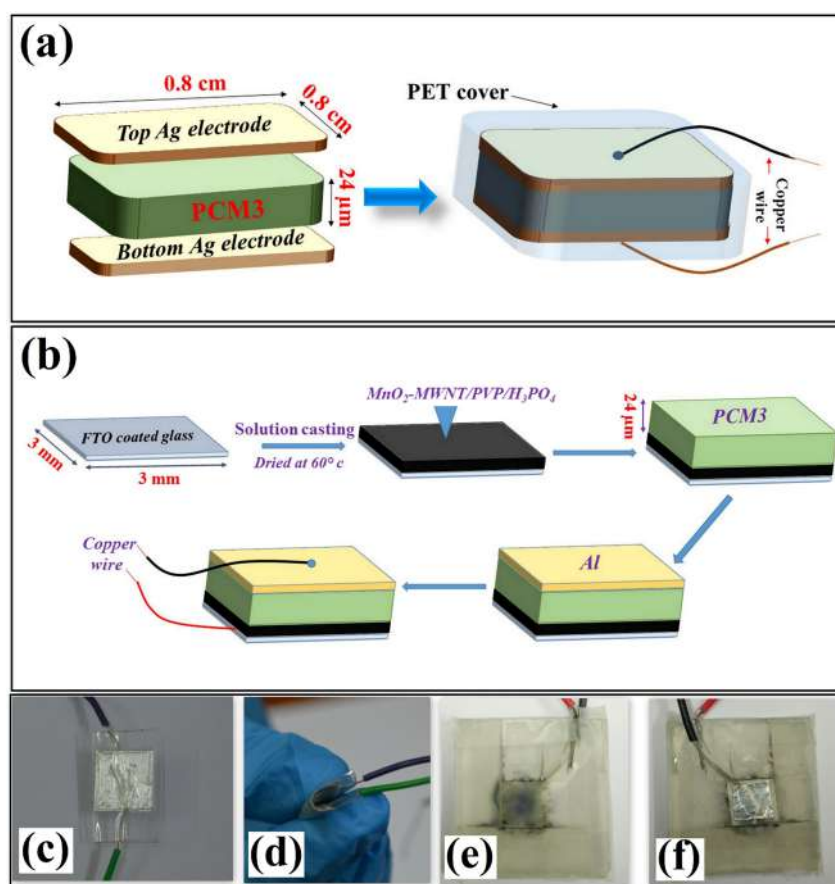 (a)
0.8 cm
0.8 cm
Top Ag electrode
PCM3
24 µm
Bottom Ag electrode
PET cover
Copper
wire
(b)
FTO coated glass
3 mm
3 mm
Solution casting
Dried at 60° c
MnO₂-MWNT/PVP/H₃PO₄
24 µm
PCM3
Copper
wire
Al
(c)
(d)
(e)
(f)